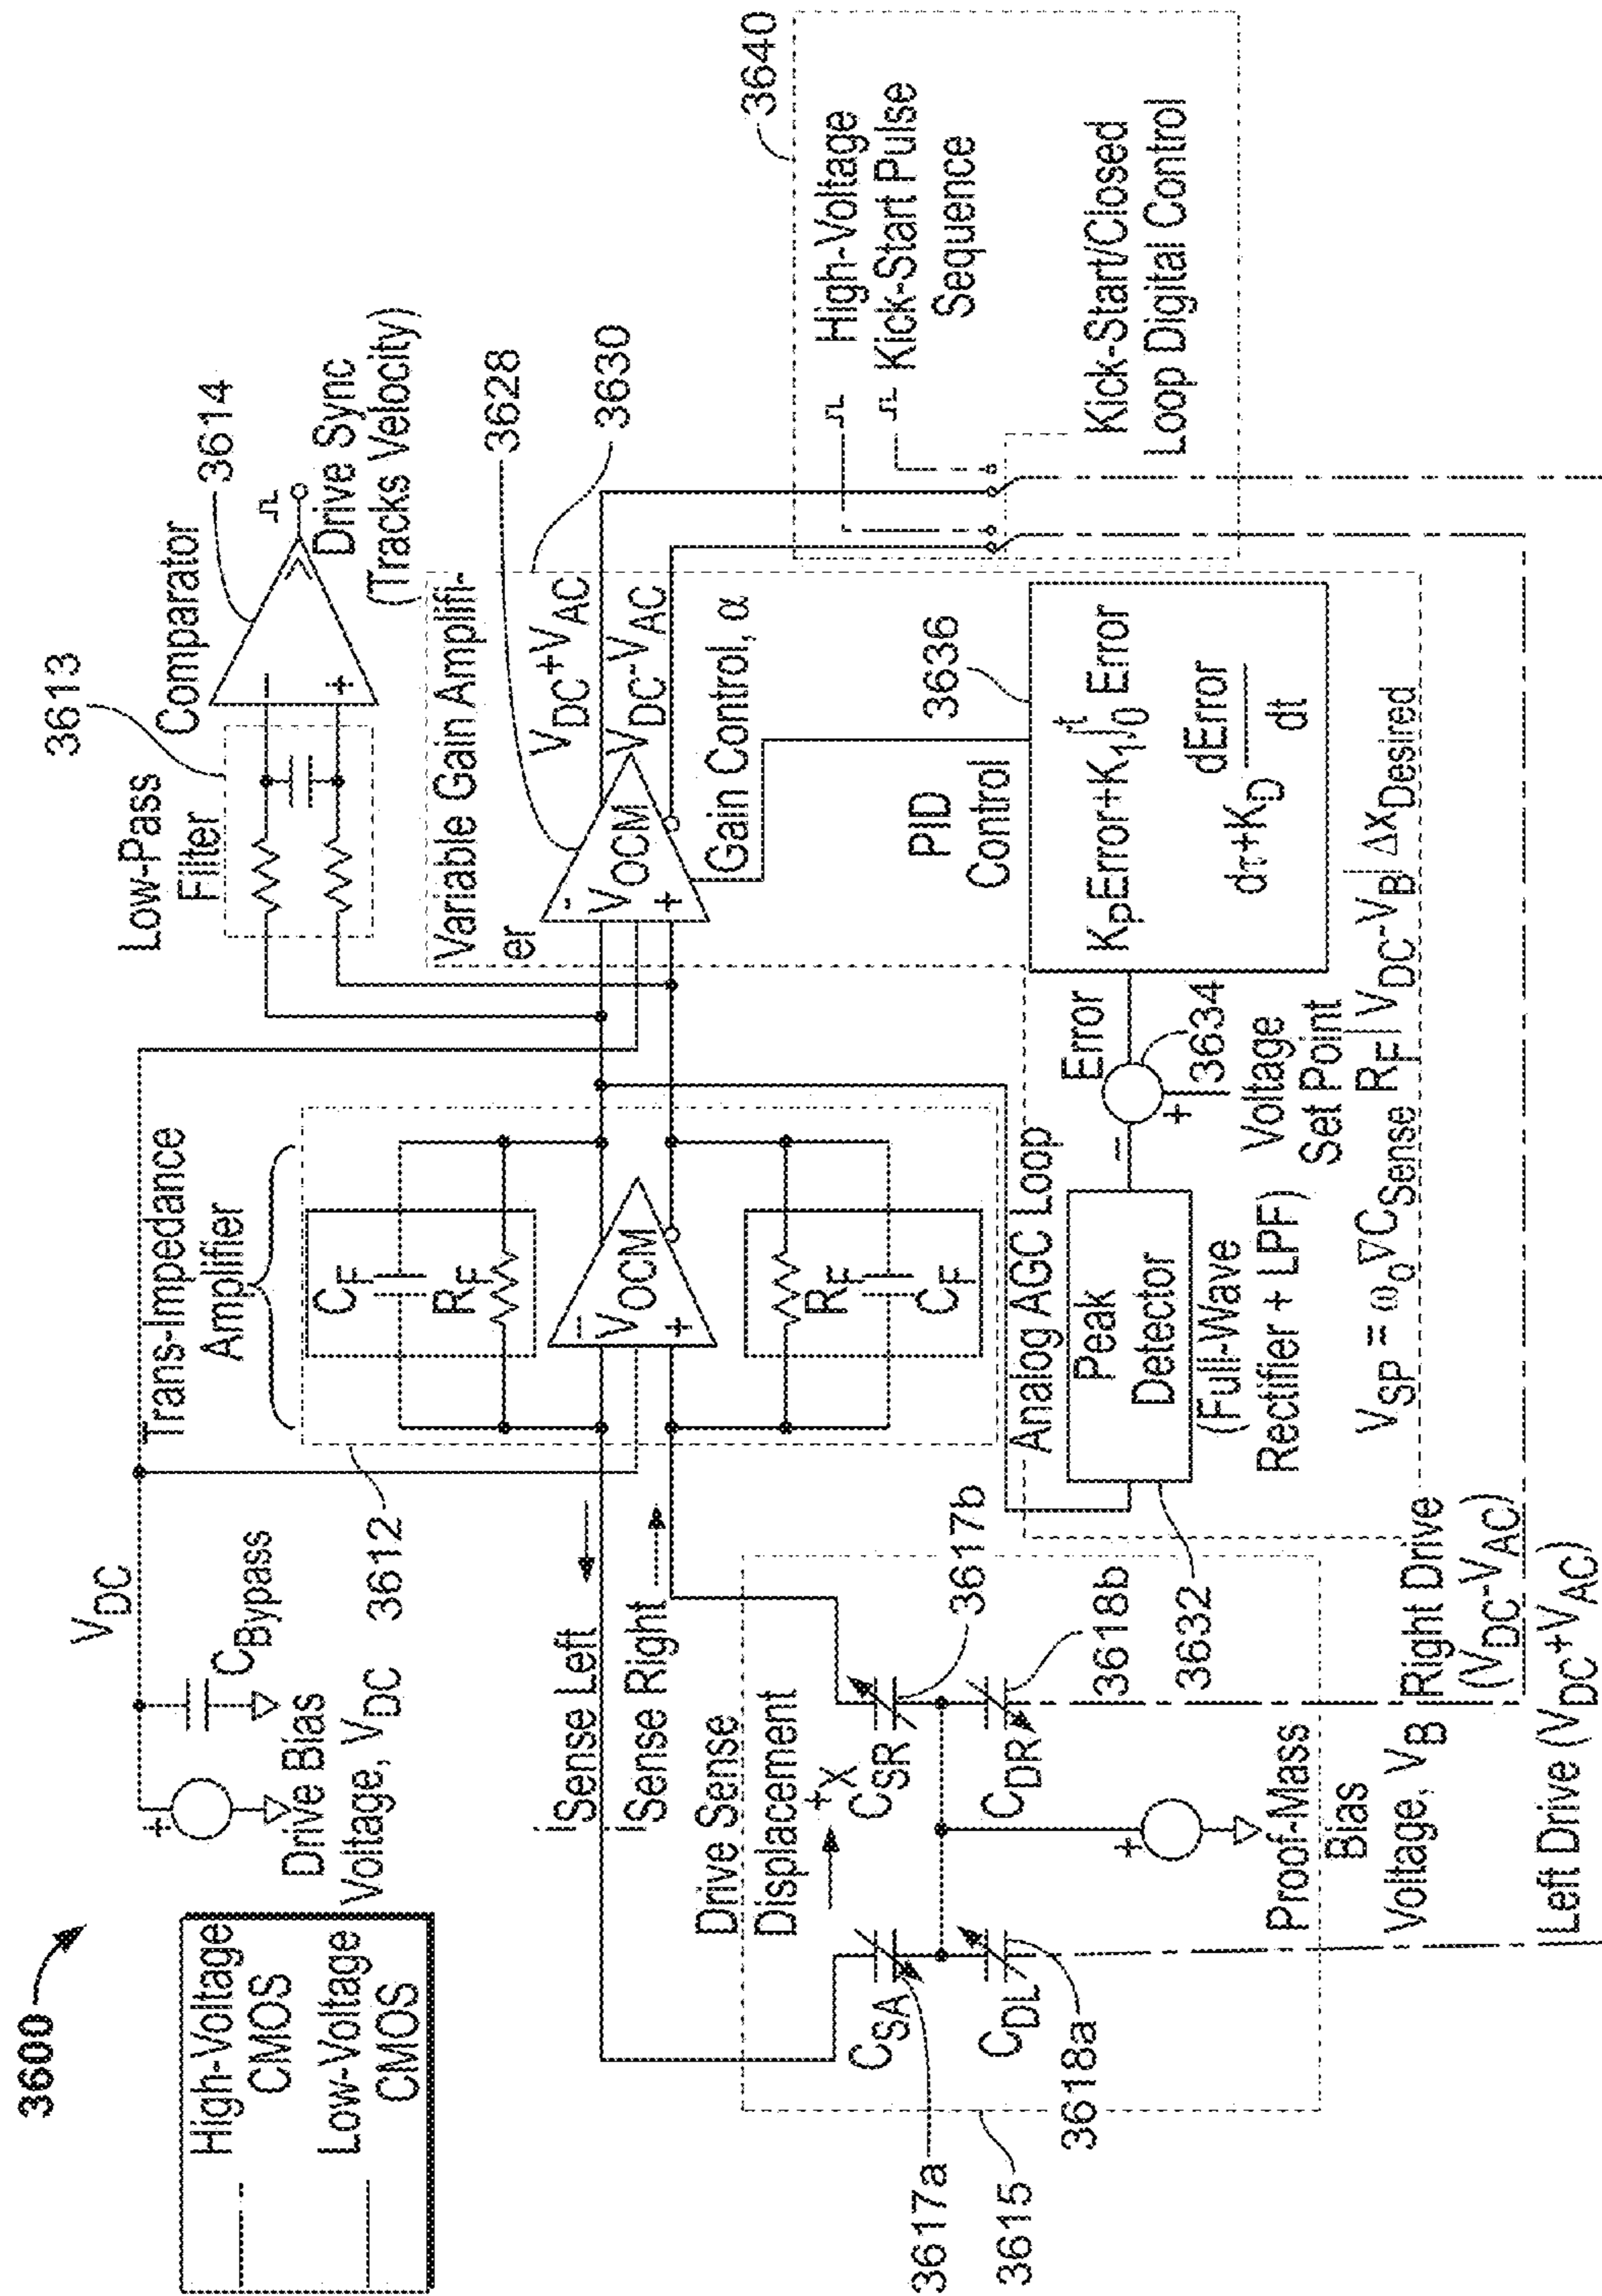 3600
High-Voltage
CMOS
Low-Voltage
CMOS
V_DC
C_Bypass
Drive Bias
Voltage, V_DC
3612
Trans-Impedance
Amplifier
C_F
R_F
V_OCM
R_F
C_F
Low-Pass
Filter
3613
Comparator
3614
Drive Sync
(Tracks Velocity)
Variable Gain Amplifi-
er
3628
3630
V_OCM
V_DC+V_AC
V_DC-V_AC
Gain Control, α
3640
High-Voltage
Kick-Start Pulse
Sequence
Kick-Start/Closed
Loop Digital Control
i_Sense Left
i_Sense Right
Drive Sense
Displacement
+x
C_SA
C_SR
C_DL
C_DR
3617a
3617b
3618a
3618b
3615
Proof-Mass
Bias
Voltage, V_B
Right Drive
(V_DC-V_AC)
Left Drive (V_DC+V_AC)
Analog AGC Loop
Peak
Detector
(Full-Wave
Rectifier + LPF)
3632
Error
3634
Voltage
Set Point
V_SP = ω_o ∇C_Sense R_F | V_DC-V_B | Δx_Desired
PID
Control
3636
K_P Error+K_1 ∫_0^t Error
dτ+K_D dError/dt